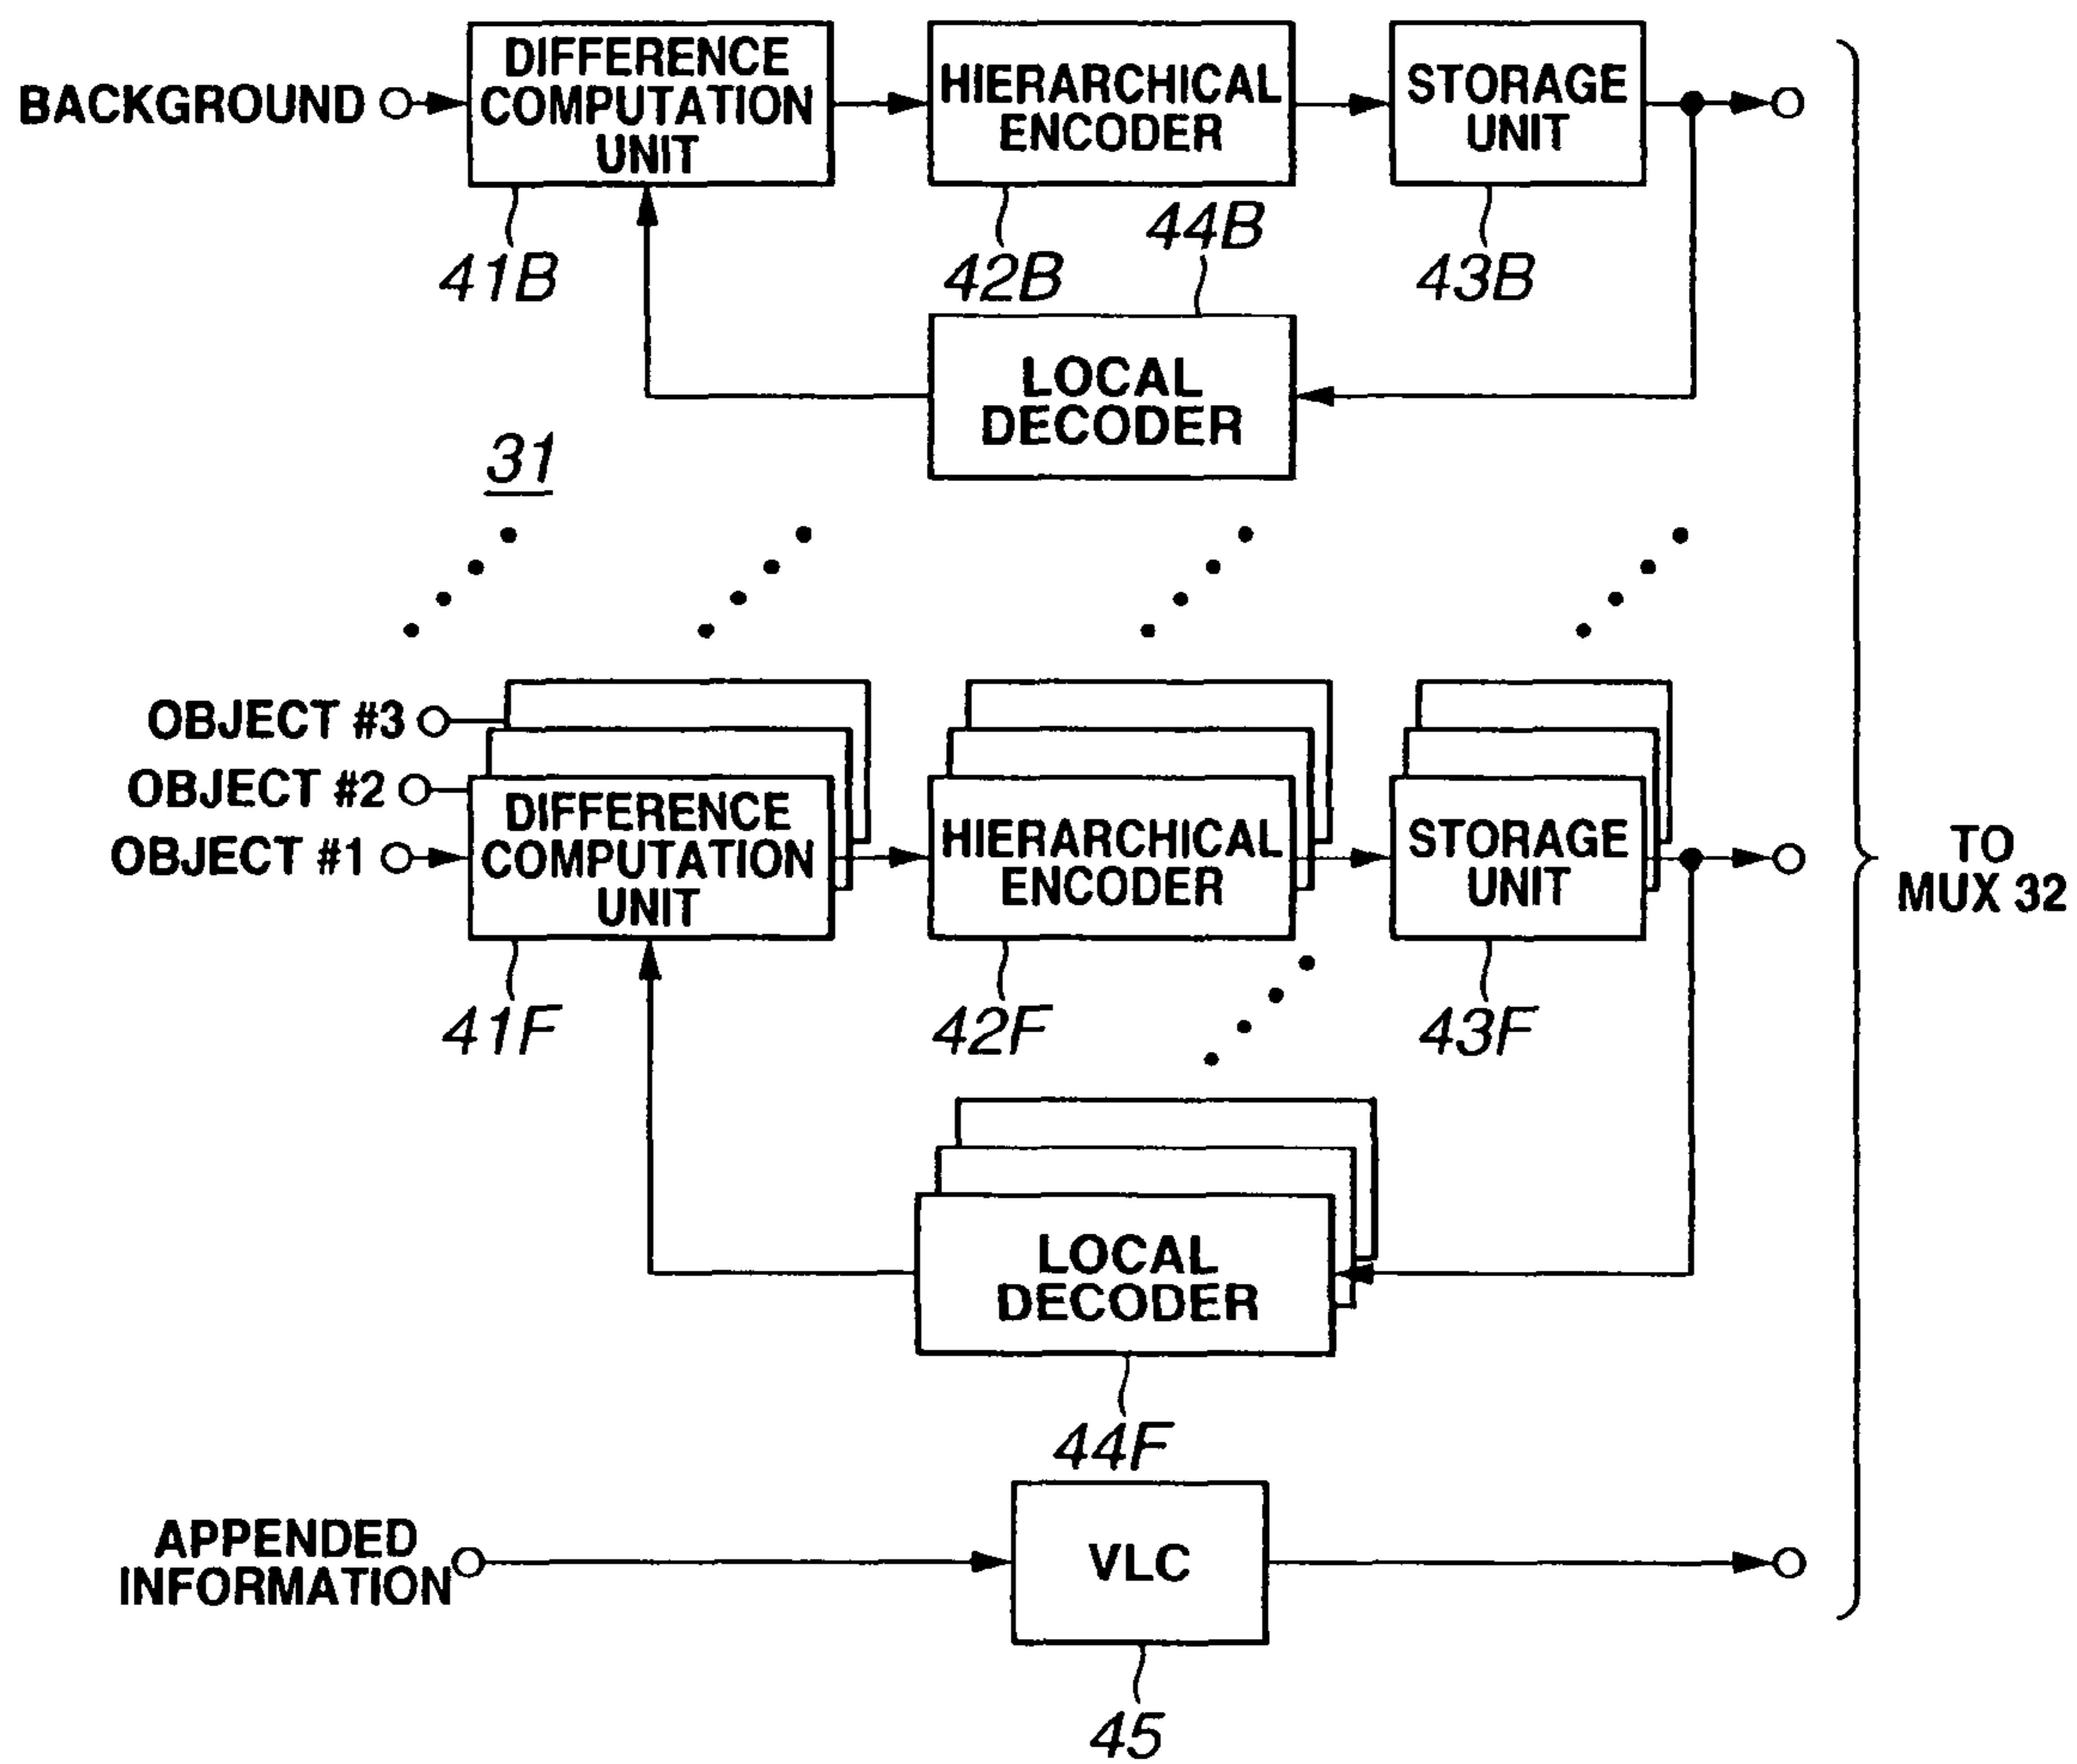 BACKGROUND
DIFFERENCE
COMPUTATION
UNIT
HIERARCHICAL
ENCODER
STORAGE
UNIT
41B
42B
44B
43B
LOCAL
DECODER
31
OBJECT #3
OBJECT #2
OBJECT #1
DIFFERENCE
COMPUTATION
UNIT
HIERARCHICAL
ENCODER
STORAGE
UNIT
TO
MUX 32
41F
42F
43F
LOCAL
DECODER
44F
APPENDED
INFORMATION
VLC
45